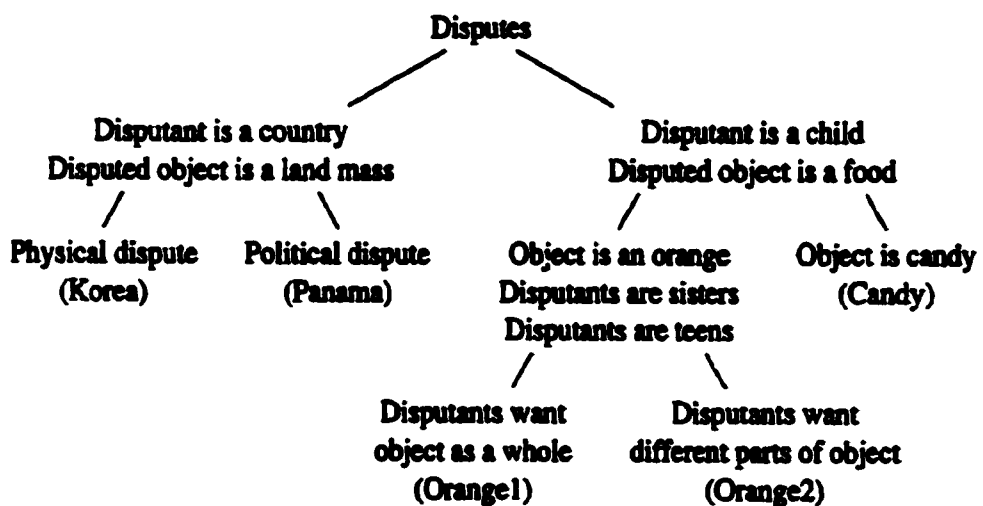 Disputes
Disputant is a country
Disputed object is a land mass
Disputant is a child
Disputed object is a food
Physical dispute
(Korea)
Political dispute
(Panama)
Object is an orange
Disputants are sisters
Disputants are teens
Object is candy
(Candy)
Disputants want
object as a whole
(Orange1)
Disputants want
different parts of object
(Orange2)